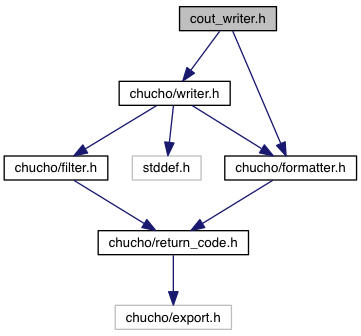 cout_writer.h
chucho/writer.h
chucho/filter.h
stddef.h
chucho/formatter.h
chucho/return_code.h
chucho/export.h